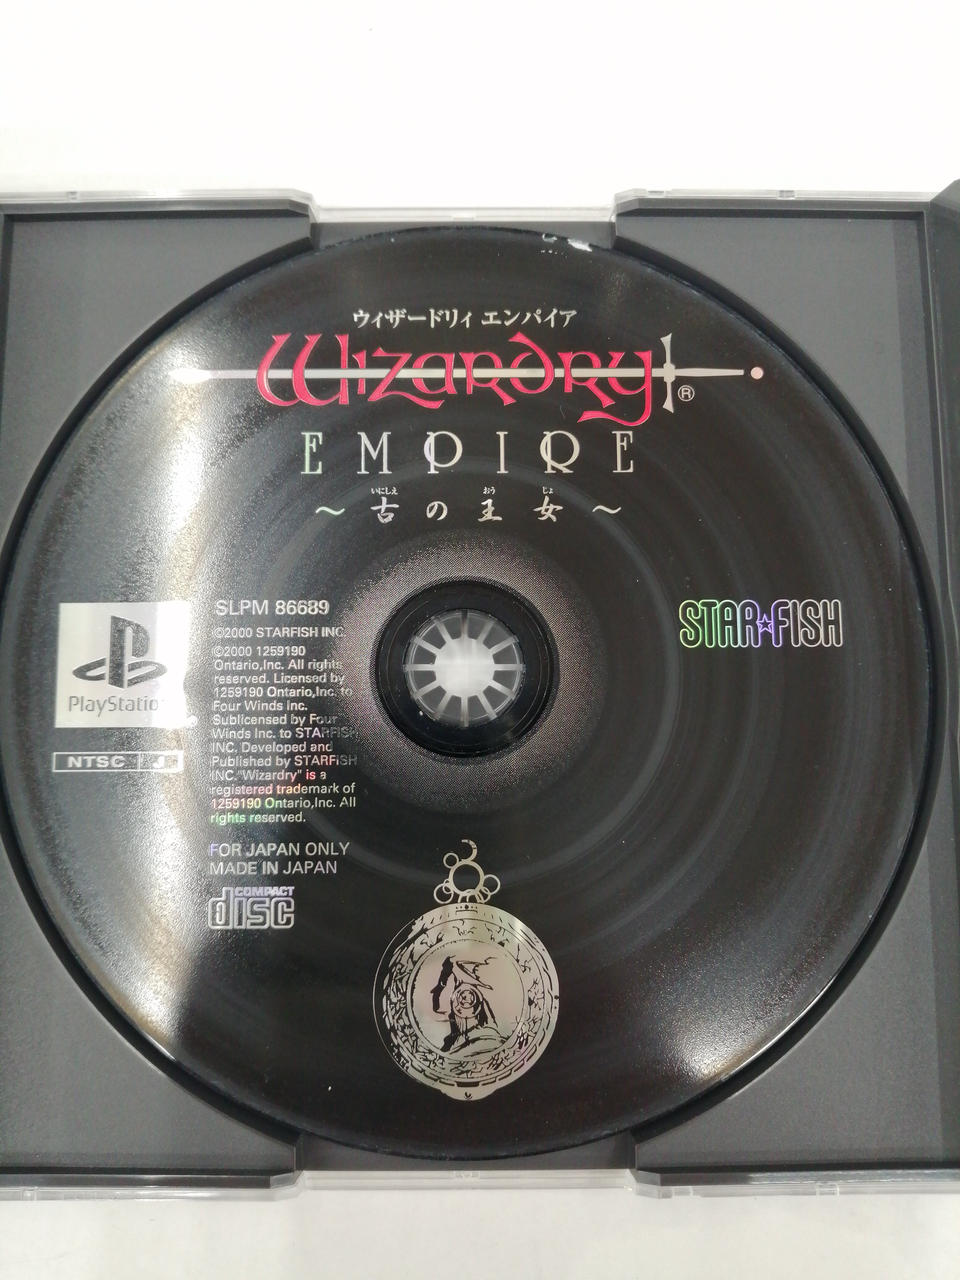 ウィザードリィ エンパイア
Wizardry®
EMPIRE
いにしえ おう じょ
～古の王女～
SLPM 86689
©2000 STARFISH INC.
©2000 1259190
Ontario,Inc. All rights
reserved. Licensed by
1259190 Ontario,Inc. to
Four Winds Inc.
Sublicensed by Four
Winds Inc. to STARFISH
INC. Developed and
Published by STARFISH
INC."Wizardry" is a
registered trademark of
1259190 Ontario,Inc. All
rights reserved.
FOR JAPAN ONLY
MADE IN JAPAN
COMPACT
disc
PlayStation
NTSC J
STAR☆FISH